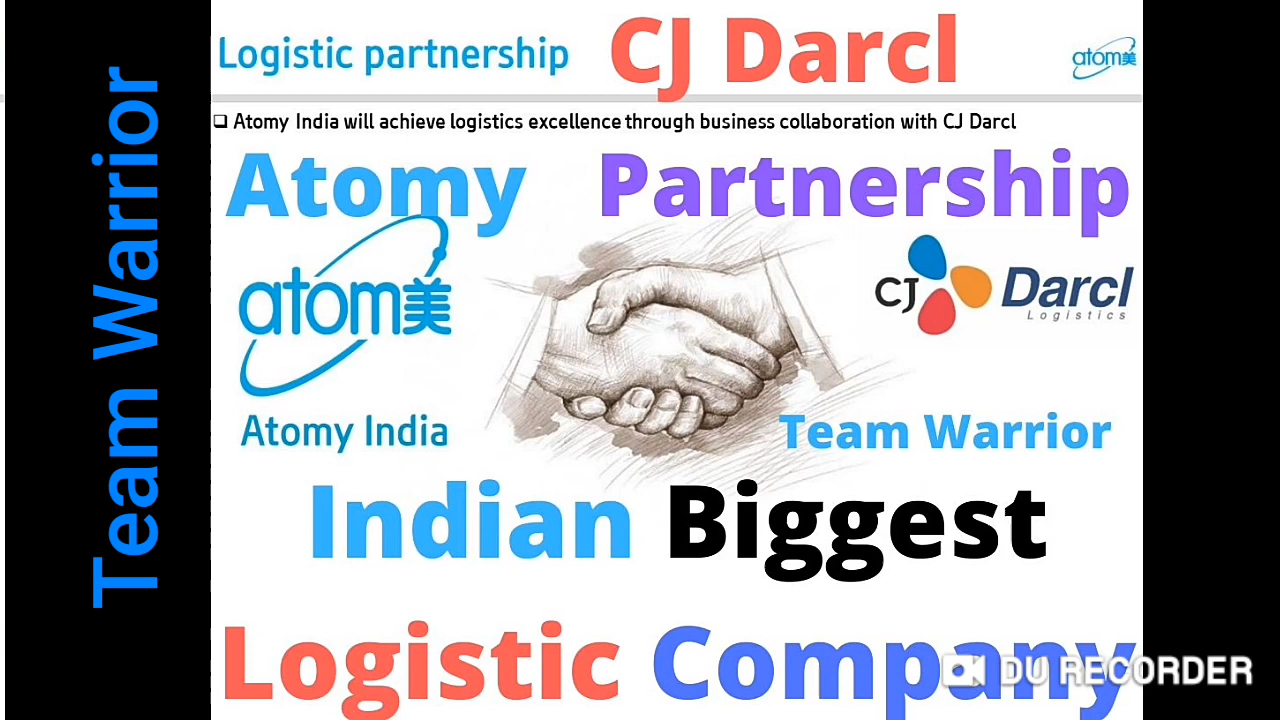 Team Warrior
Logistic partnership CJ Darcl
atom美
❑ Atomy India will achieve logistics excellence through business collaboration with CJ Darcl
Atomy Partnership
atom美
CJ Darcl
Logistics
Atomy India
Team Warrior
Indian Biggest
Logistic Company
DU RECORDER